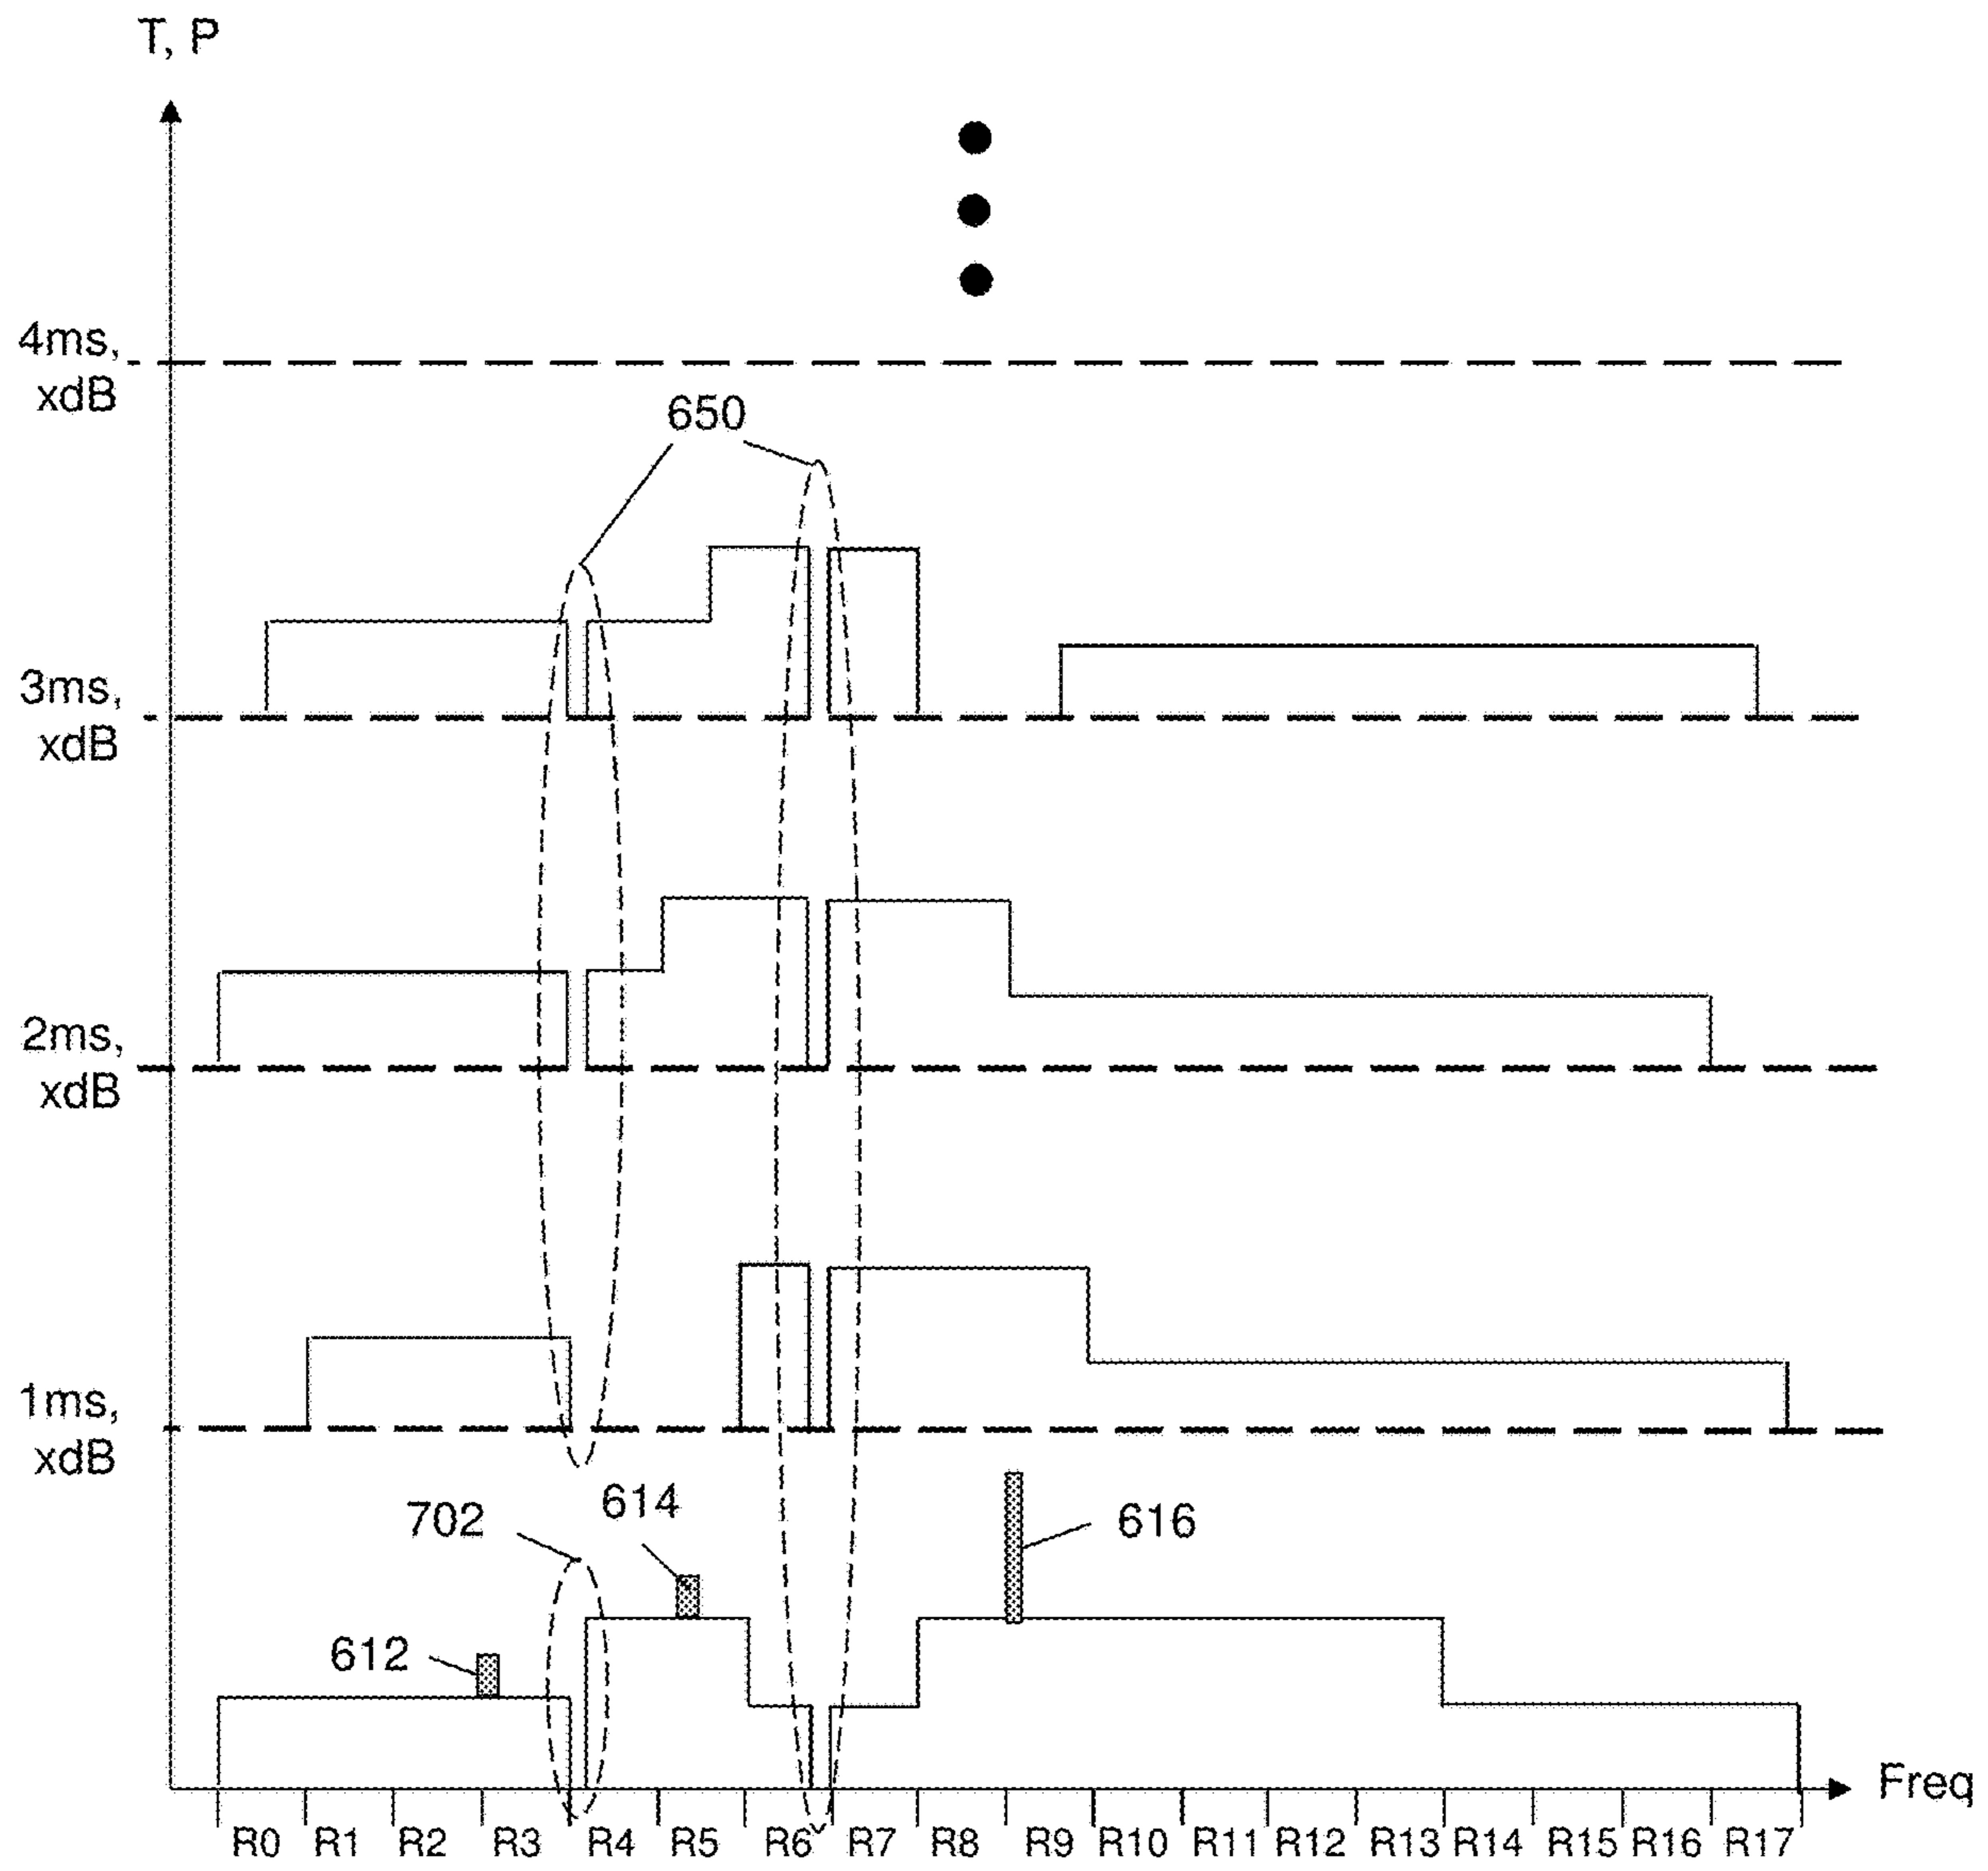 T, P
4ms,
xdB
650
3ms,
xdB
2ms,
xdB
1ms,
xdB
702
614
616
612
Freq
R0 R1 R2 R3 R4 R5 R6 R7 R8 R9 R10 R11 R12 R13 R14 R15 R16 R17